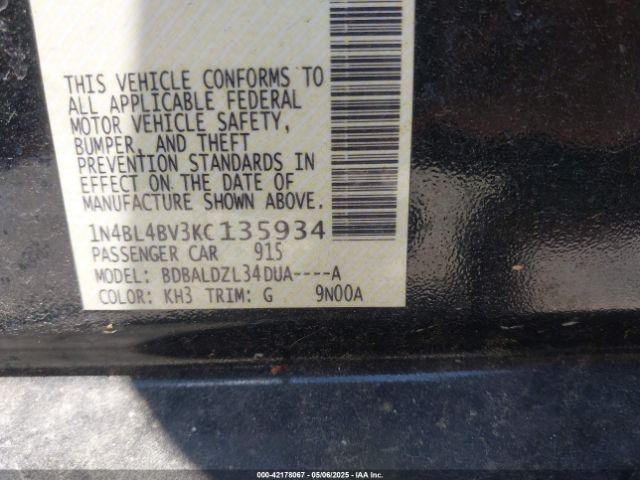 THIS VEHICLE CONFORMS TO
ALL APPLICABLE FEDERAL
MOTOR VEHICLE SAFETY,
BUMPER, AND THEFT
PREVENTION STANDARDS IN
EFFECT ON THE DATE OF
MANUFACTURE SHOWN ABOVE.
1N4BL4BV3KC135934
PASSENGER CAR 915
MODEL: BDBALDZL34DUA----A
COLOR: KH3 TRIM: G 9N00A
000-42178067 - 05/06/2025 - IAA Inc.